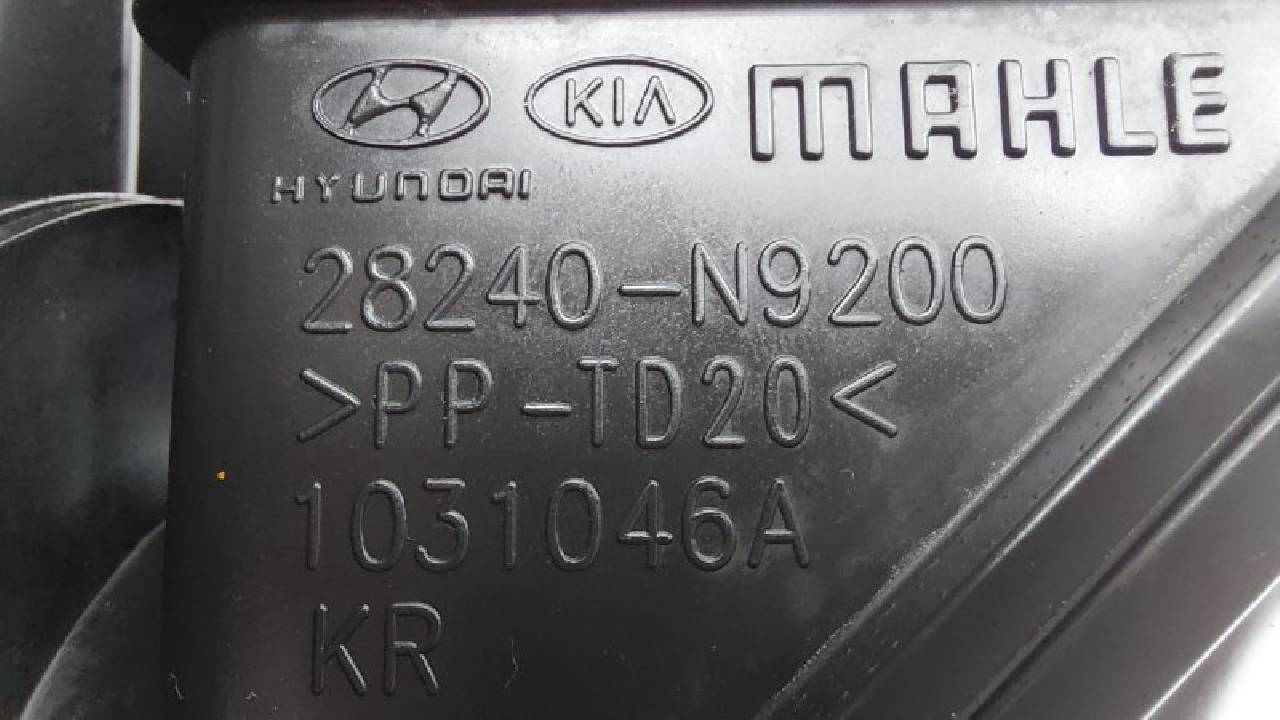 KIA MAHLE
HYUNDAI
28240-N9200
>PP-TD20<
1031046A
KR